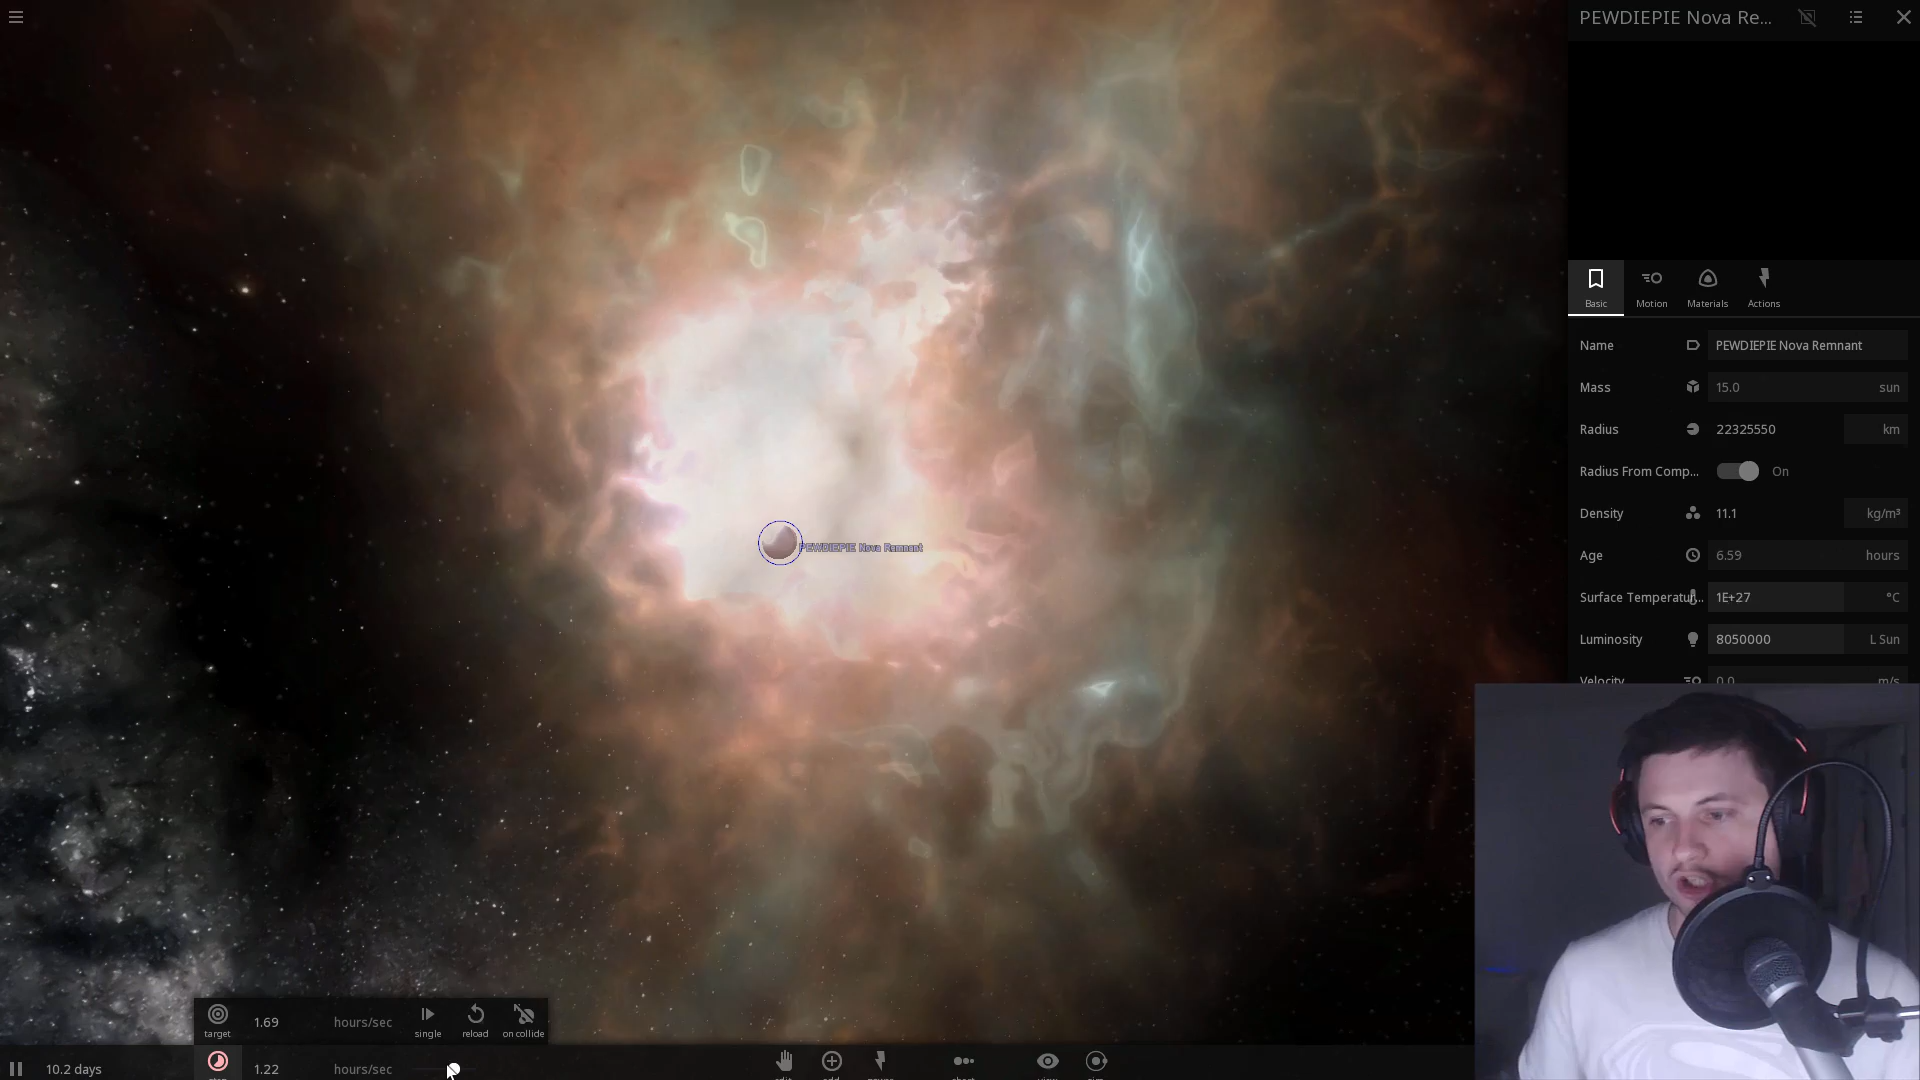 PEWDIEPIE Nova Re...
Basic
Motion
Materials
Actions
Name
PEWDIEPIE Nova Remnant
Mass
15.0
sun
Radius
22325550
km
Radius From Comp...
On
Density
11.1
kg/m³
Age
6.59
hours
Surface Temperatur...
1E+27
°C
Luminosity
8050000
L Sun
Velocity
0.0
m/s
PEWDIEPIE Nova Remnant
target
1.69
hours/sec
single
reload
on collide
10.2 days
1.22
hours/sec